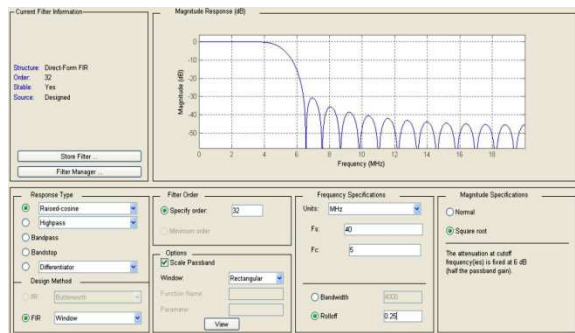 Current Filter Information
Structure: Direct-Form FIR
Order: 32
Stable: Yes
Source: Designed
Store Filter ...
Filter Manager ...
Magnitude Response (dB)
Magnitude (dB)
0
-10
-20
-30
-40
-50
0 2 4 6 8 10 12 14 16 18
Frequency (MHz)
Response Type
Raised-cosine
Highpass
Bandpass
Bandstop
Differentiator
Design Method
IIR Butterworth
FIR Window
Filter Order
Specify order: 32
Minimum order
Options
Scale Passband
Window: Rectangular
Function Name:
Parameter:
View
Frequency Specifications
Units: MHz
Fs: 40
Fc: 5
Bandwidth 4000
Rolloff 0.25
Magnitude Specifications
Normal
Square root
The attenuation at cutoff
frequency(ies) is fixed at 6 dB
(half the passband gain).